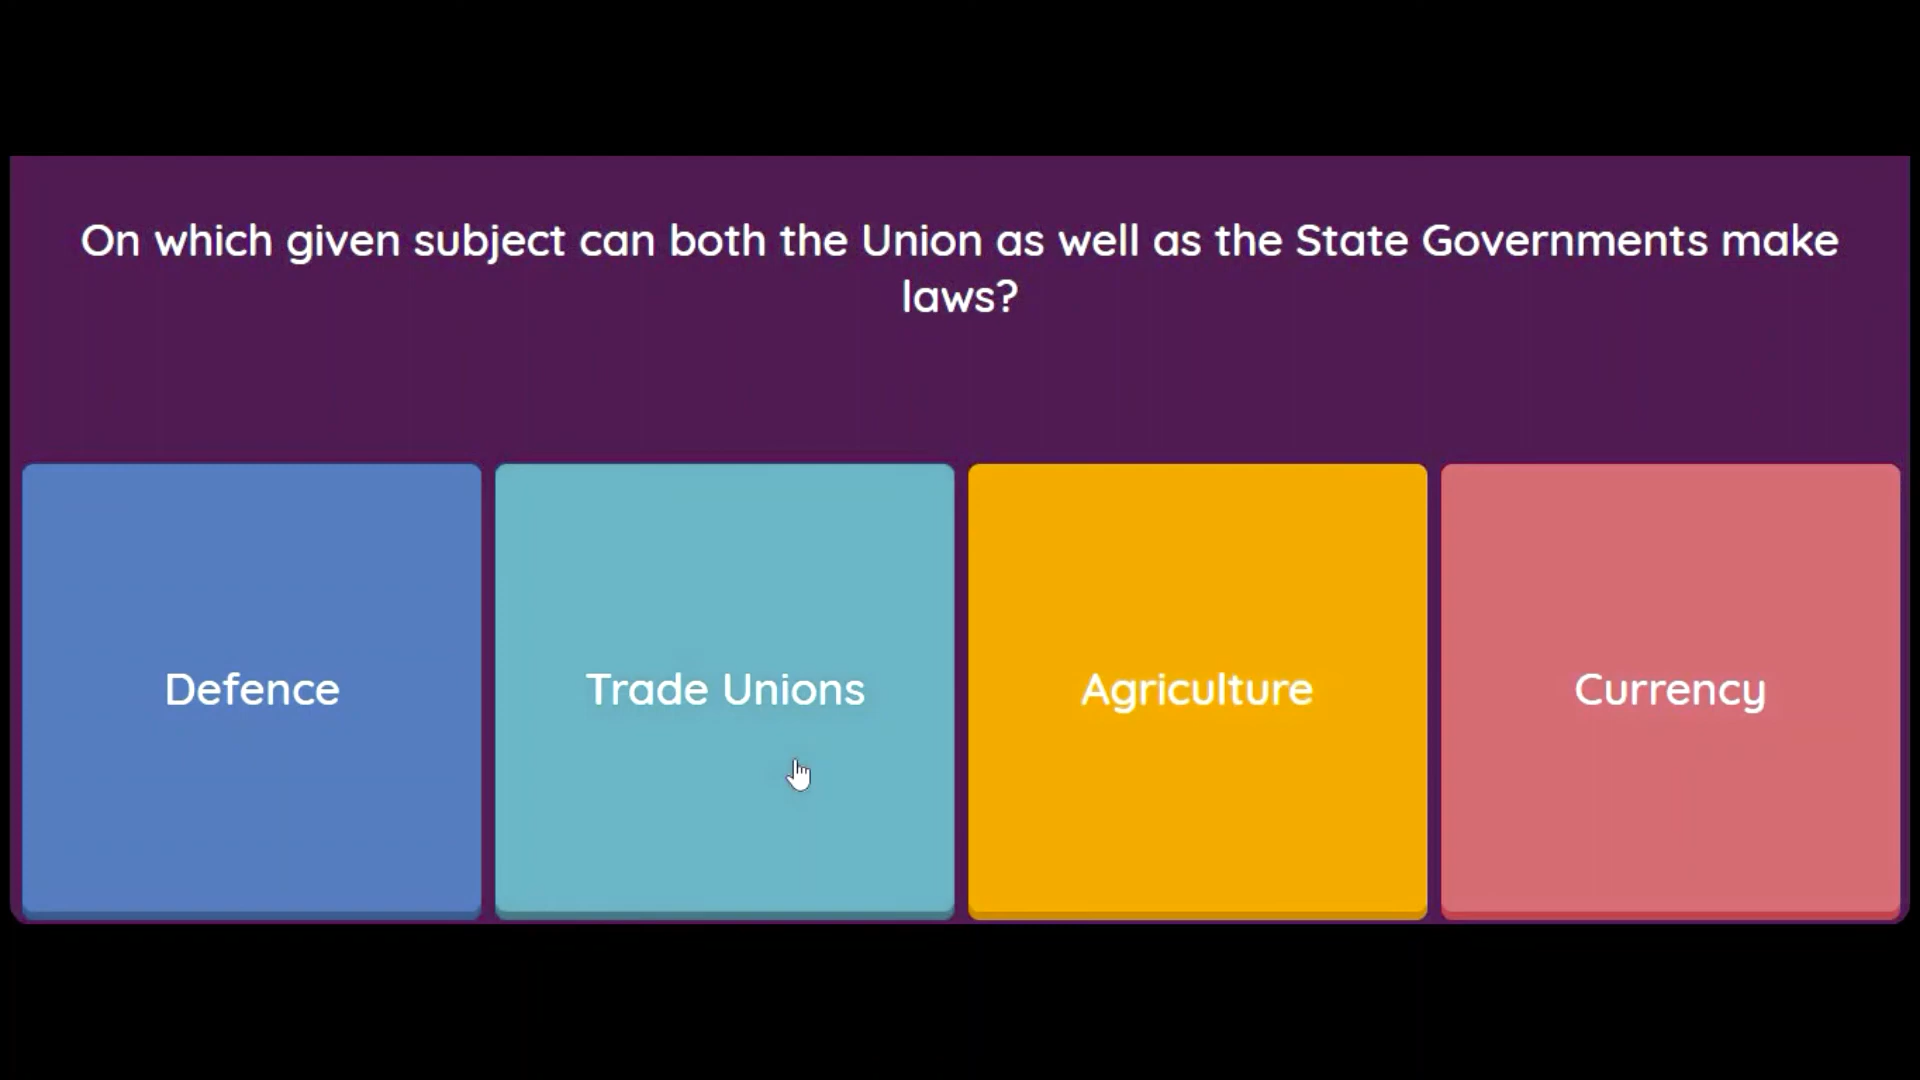 On which given subject can both the Union as well as the State Governments make
laws?
Defence
Trade Unions
Agriculture
Currency